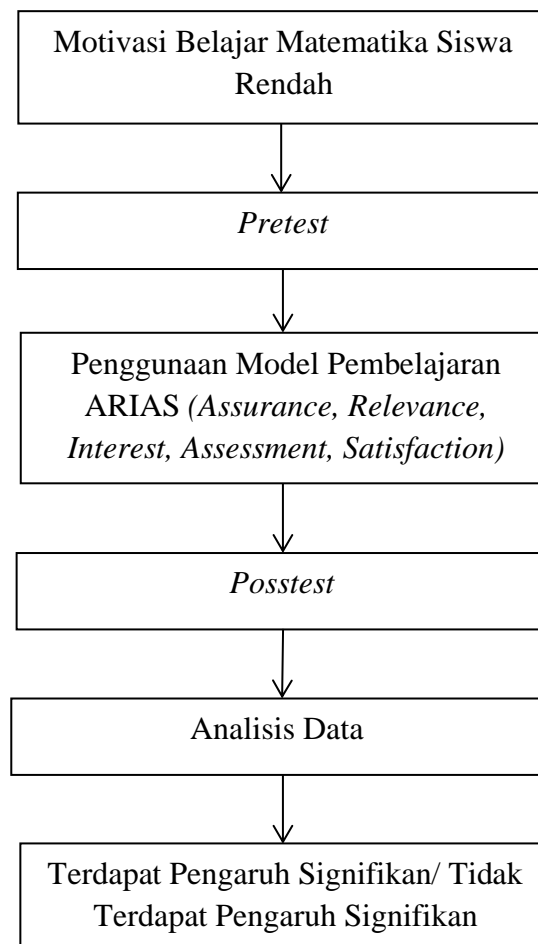 Motivasi Belajar Matematika Siswa
Rendah
Pretest
Penggunaan Model Pembelajaran
ARIAS (Assurance, Relevance,
Interest, Assessment, Satisfaction)
Posstest
Analisis Data
Terdapat Pengaruh Signifikan/ Tidak
Terdapat Pengaruh Signifikan